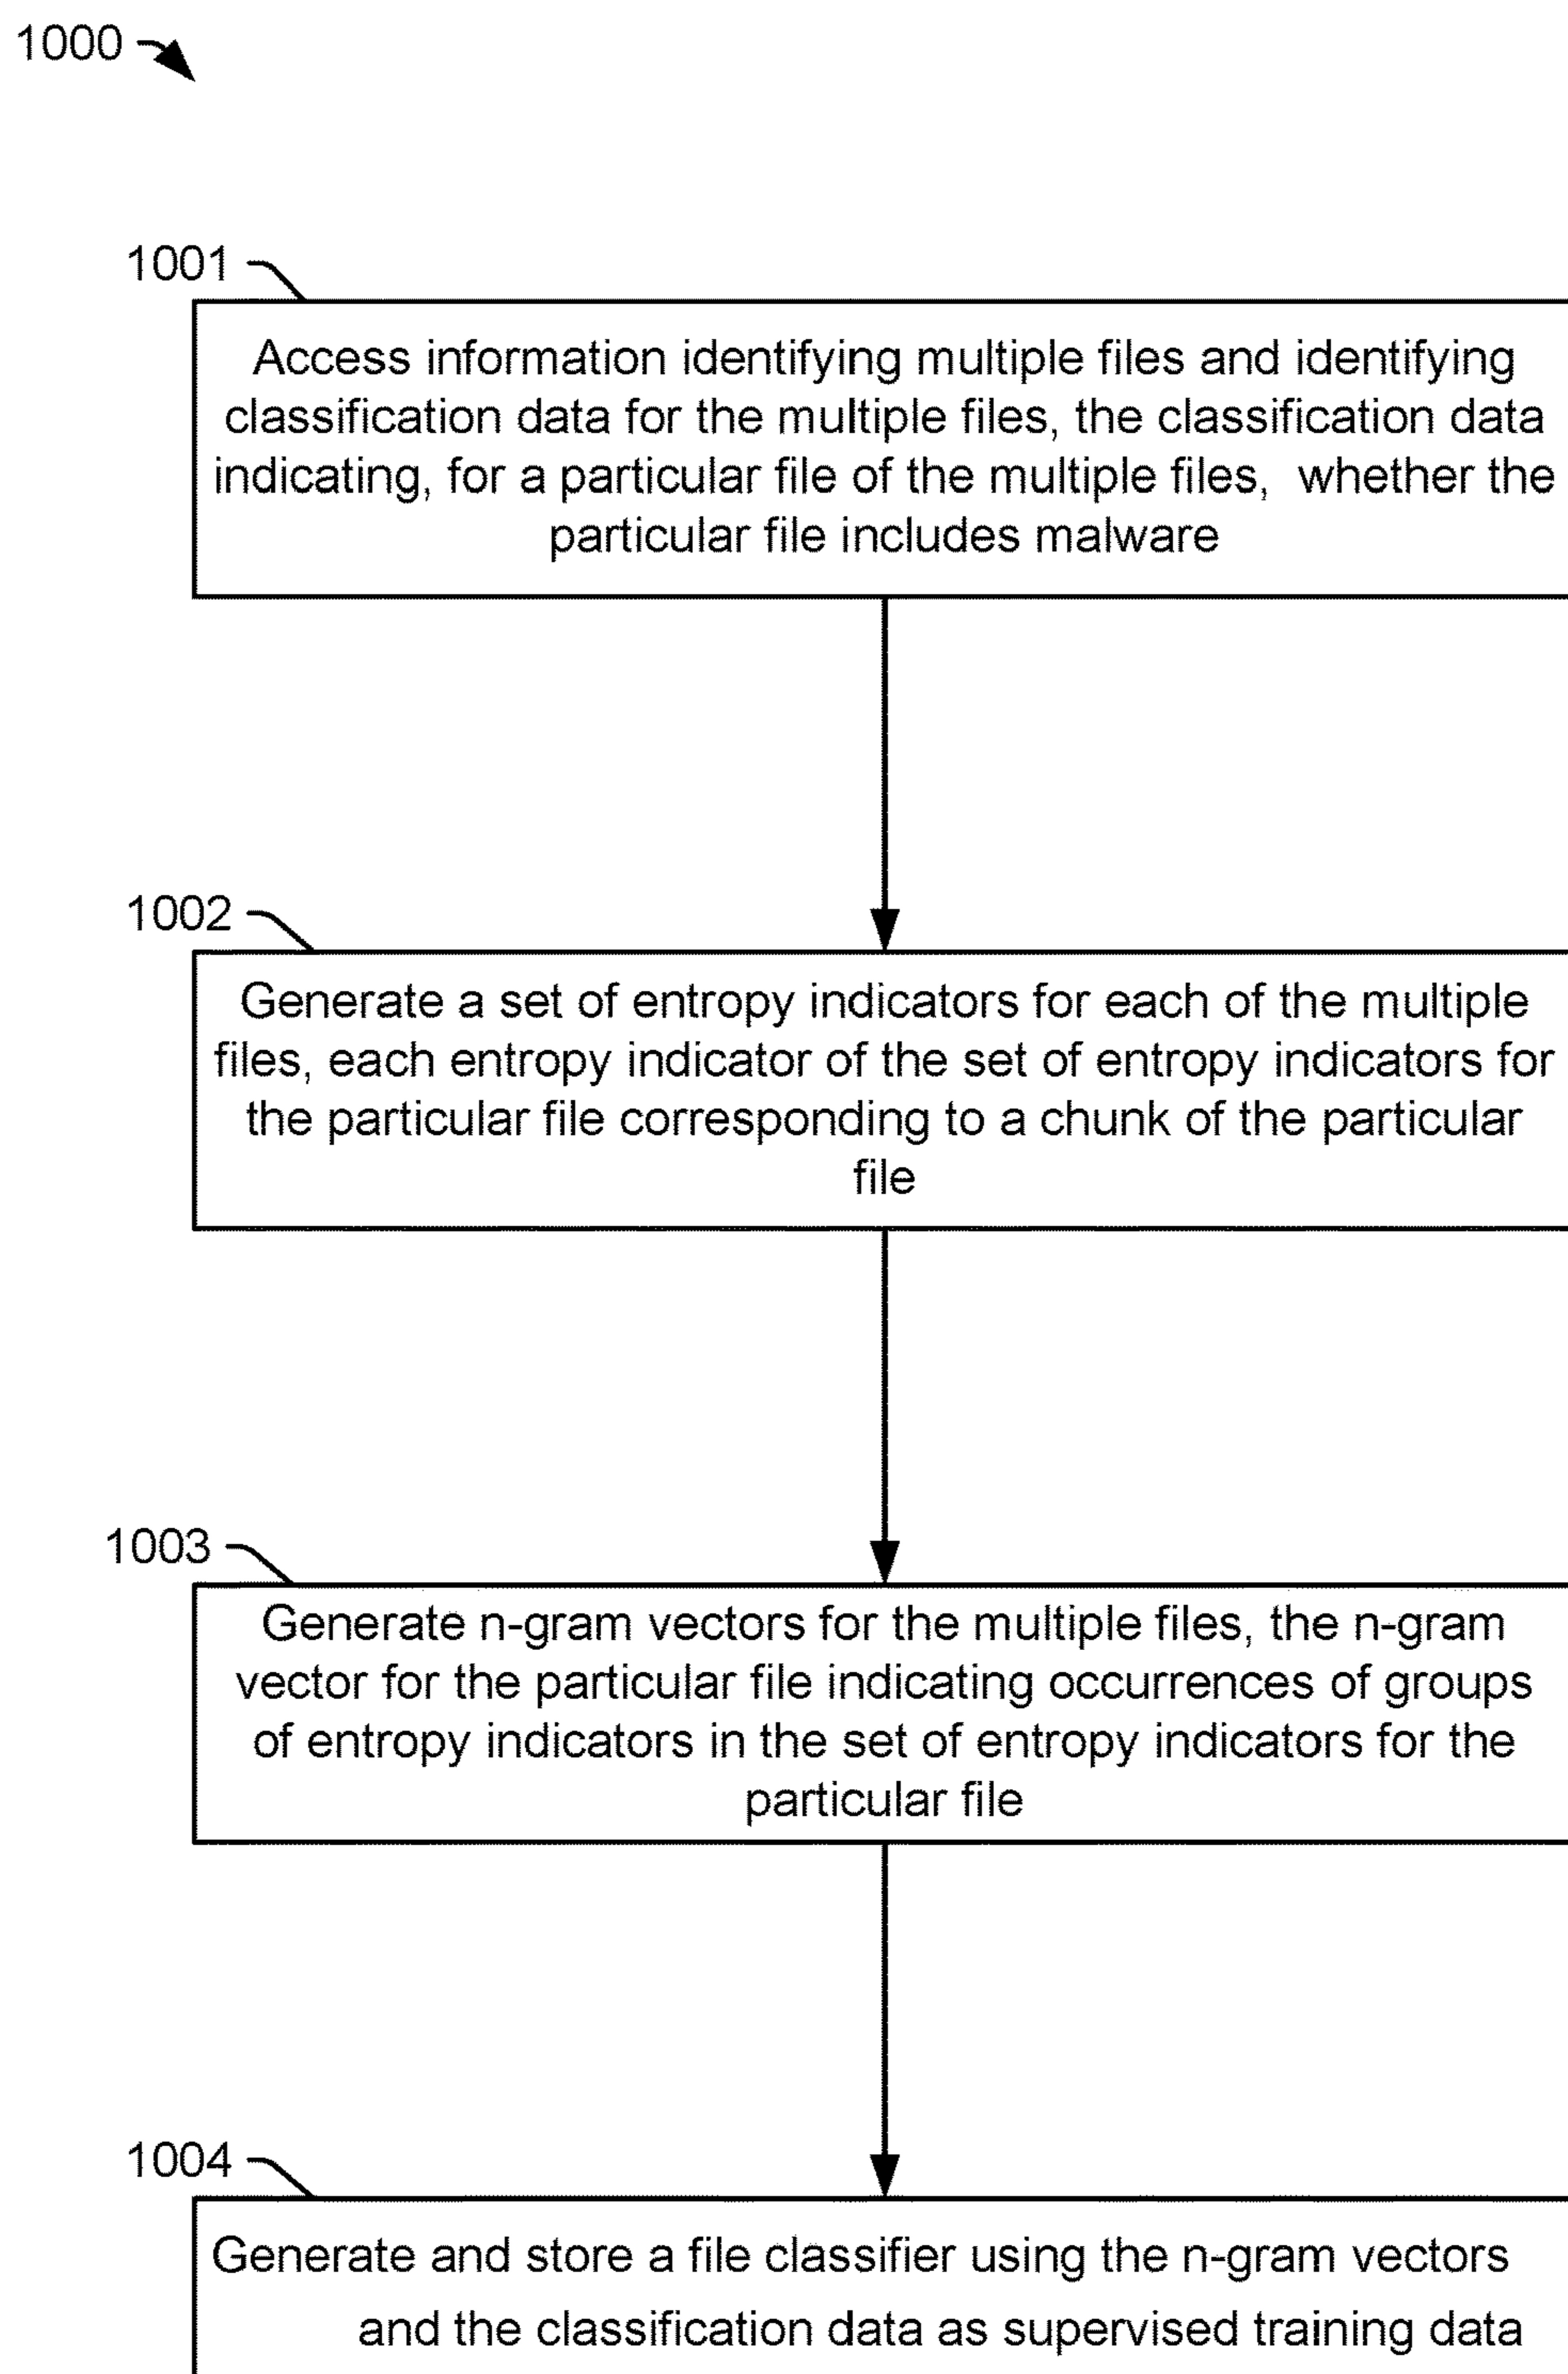 1000
1001
Access information identifying multiple files and identifying
classification data for the multiple files, the classification data
indicating, for a particular file of the multiple files,  whether the
particular file includes malware
1002
Generate a set of entropy indicators for each of the multiple
files, each entropy indicator of the set of entropy indicators for
the particular file corresponding to a chunk of the particular
file
1003
Generate n-gram vectors for the multiple files, the n-gram
vector for the particular file indicating occurrences of groups
of entropy indicators in the set of entropy indicators for the
particular file
1004
Generate and store a file classifier using the n-gram vectors
and the classification data as supervised training data